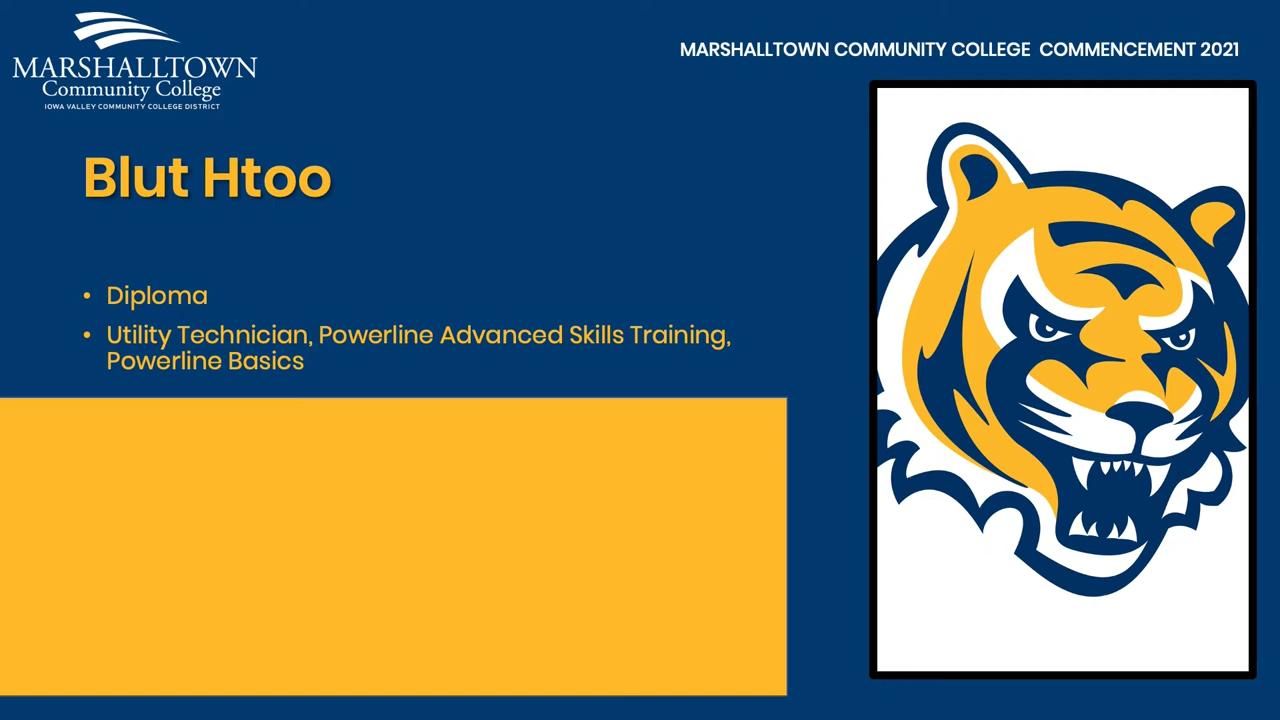 MARSHALLTOWN
Community College
IOWA VALLEY COMMUNITY COLLEGE DISTRICT
MARSHALLTOWN COMMUNITY COLLEGE  COMMENCEMENT 2021
Blut Htoo
• Diploma
• Utility Technician, Powerline Advanced Skills Training,
Powerline Basics